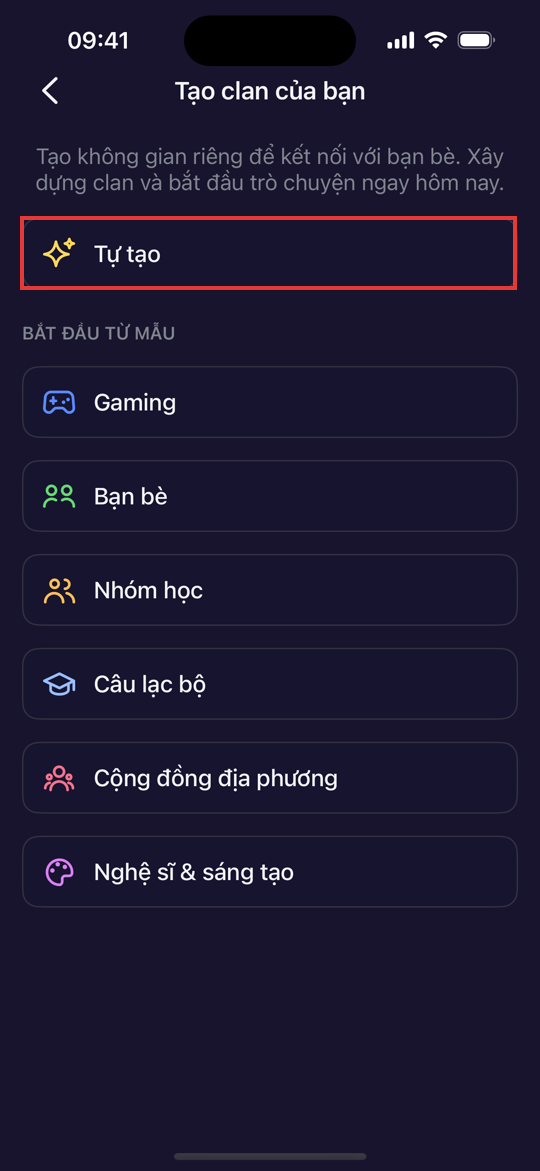 09:41
Tạo clan của bạn
Tạo không gian riêng để kết nối với bạn bè. Xây
dựng clan và bắt đầu trò chuyện ngay hôm nay.
Tự tạo
BẮT ĐẦU TỪ MẪU
Gaming
Bạn bè
Nhóm học
Câu lạc bộ
Cộng đồng địa phương
Nghệ sĩ & sáng tạo